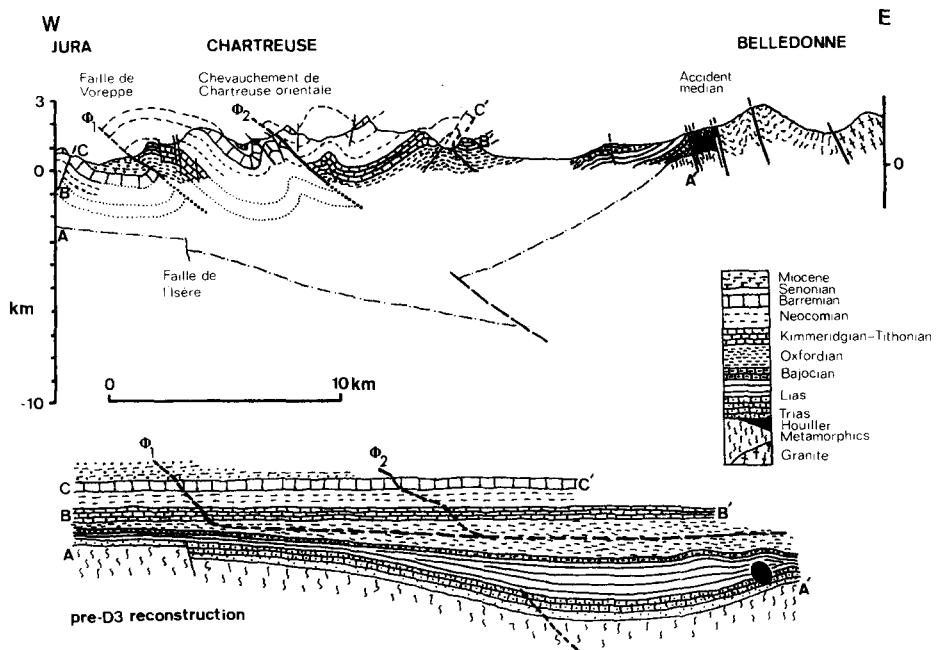 W
E
JURA
CHARTREUSE
BELLEDONNE
Faille de
Voreppe
Chevauchement de
Chartreuse orientale
Accident
median
Φ1
Φ2
C'
3
C
B'
0
0
B
A'
A
Faille de
l'Isère
km
0
10 km
-10
Miocene
Senonian
Barremian
Neocomian
Kimmeridgian–Tithonian
Oxfordian
Bajocian
Lias
Trias
Houiller
Metamorphics
Granite
Φ1
Φ2
C
C'
B
B'
A
A'
pre-D3 reconstruction